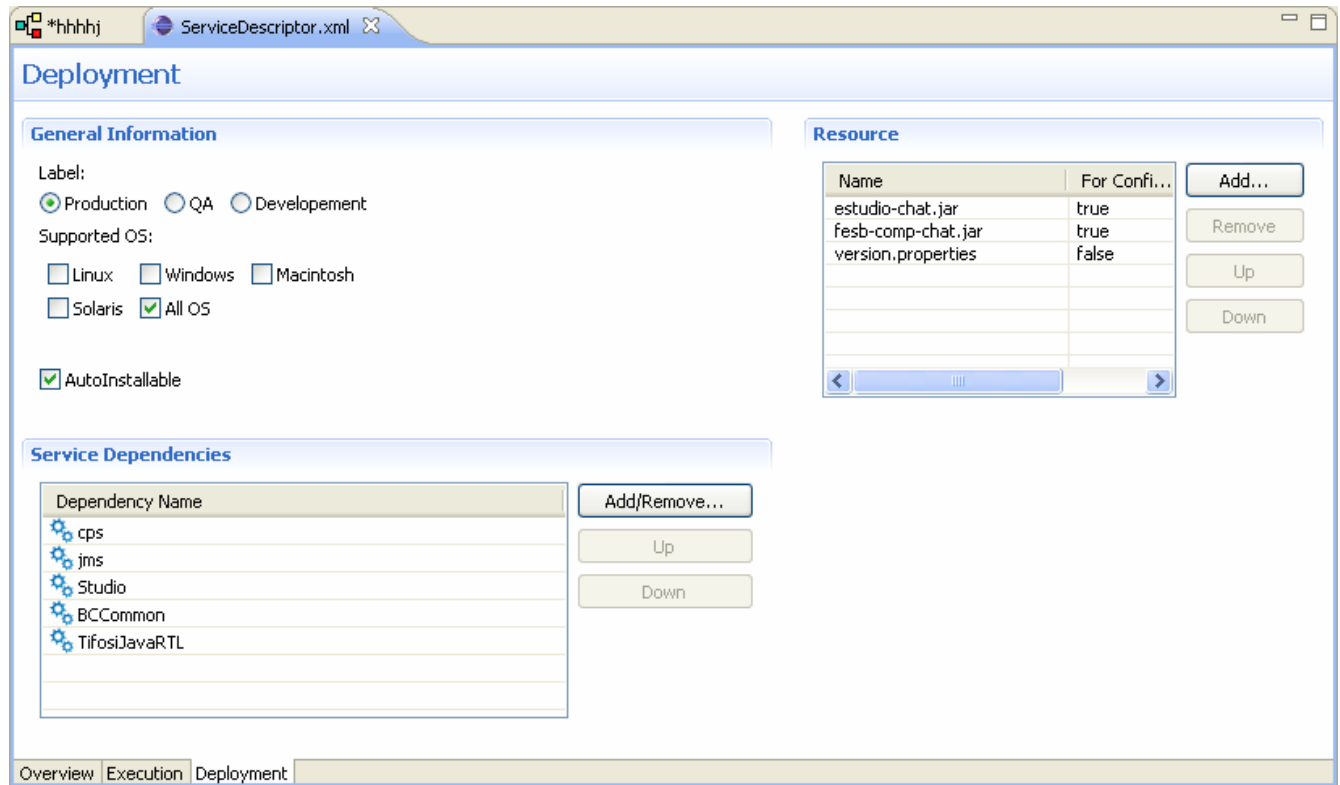 *hhhhj ServiceDescriptor.xml
Deployment
General Information
Label:
Production QA Developement
Supported OS:
Linux Windows Macintosh
Solaris All OS
AutoInstallable
Service Dependencies
Dependency Name
cps
jms
Studio
BCCommon
TifosiJavaRTL
Add/Remove...
Up
Down
Resource
Name For Confi...
estudio-chat.jar true
fesb-comp-chat.jar true
version.properties false
Add...
Remove
Up
Down
Overview Execution Deployment